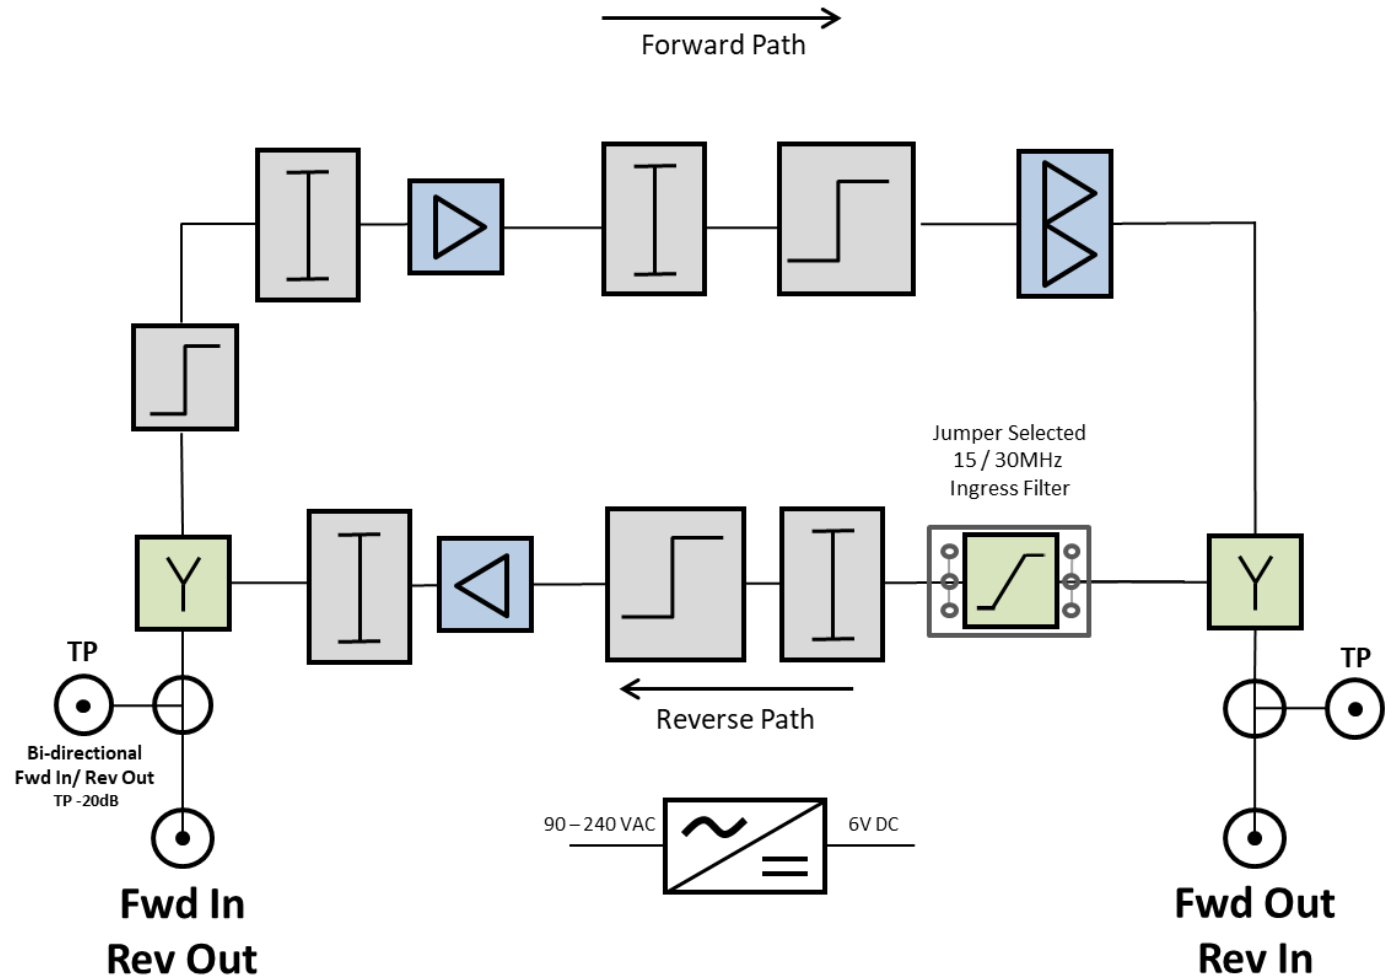 Forward Path
Jumper Selected
15 / 30MHz
Ingress Filter
TP
TP
Reverse Path
Bi-directional
Fwd In/ Rev Out
TP -20dB
90 – 240 VAC
6V DC
Fwd In
Rev Out
Fwd Out
Rev In